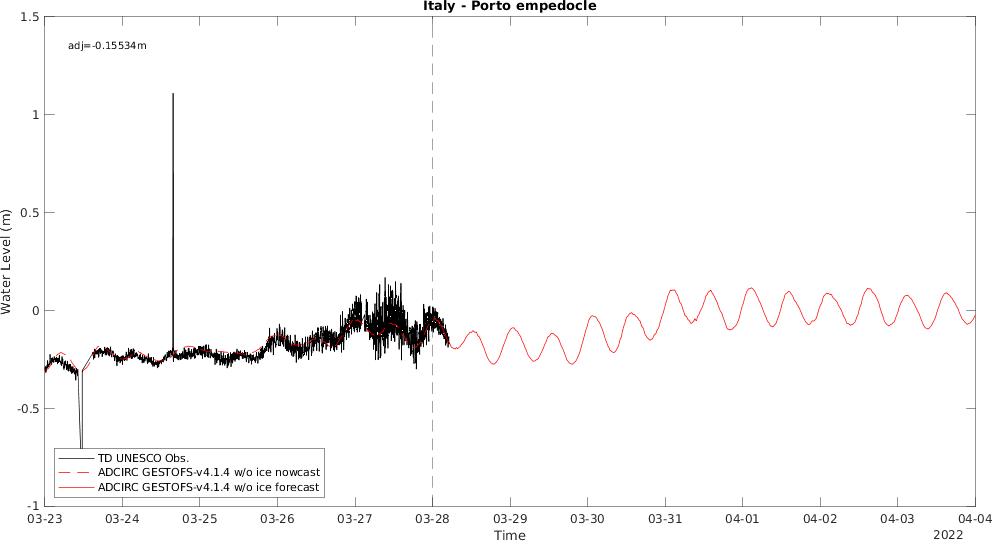 Italy - Porto empedocle
adj=-0.15534m
Water Level (m)
1.5
1
0.5
0
-0.5
-1
TD UNESCO Obs.
ADCIRC GESTOFS-v4.1.4 w/o ice nowcast
ADCIRC GESTOFS-v4.1.4 w/o ice forecast
03-23 03-24 03-25 03-26 03-27 03-28 03-29 03-30 03-31 04-01 04-02 04-03 04-04
Time
2022